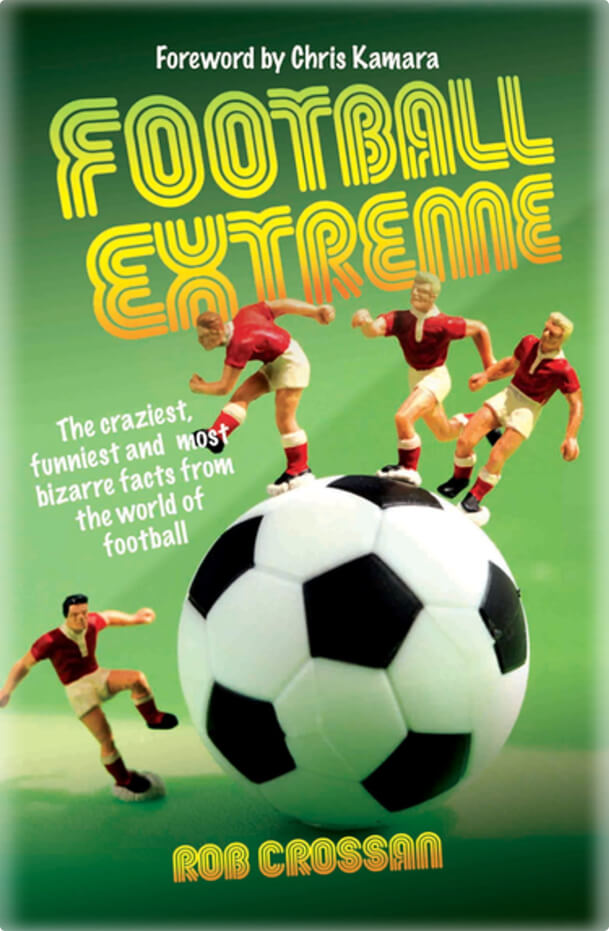 Foreword by Chris Kamara
FOOTBALL
EXTREME
The craziest,
funniest and most
bizarre facts from
the world of
football
ROB CROSSAN